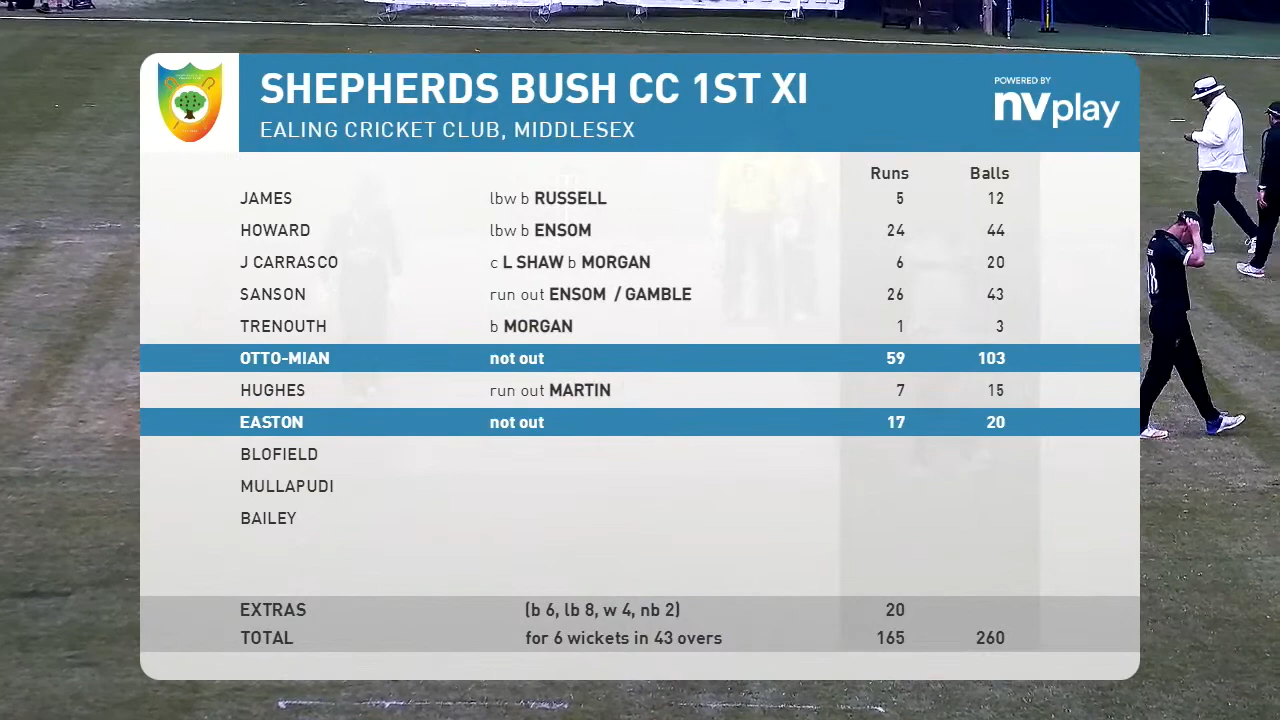 SHEPHERDS BUSH CC 1ST XI
EALING CRICKET CLUB, MIDDLESEX
POWERED BY
nvplay
Runs Balls
JAMES lbw b RUSSELL 5 12
HOWARD lbw b ENSOM 24 44
J CARRASCO c L SHAW b MORGAN 6 20
SANSON run out ENSOM / GAMBLE 26 43
TRENOUTH b MORGAN 1 3
OTTO-MIAN not out 59 103
HUGHES run out MARTIN 7 15
EASTON not out 17 20
BLOFIELD
MULLAPUDI
BAILEY
EXTRAS (b 6, lb 8, w 4, nb 2) 20
TOTAL for 6 wickets in 43 overs 165 260